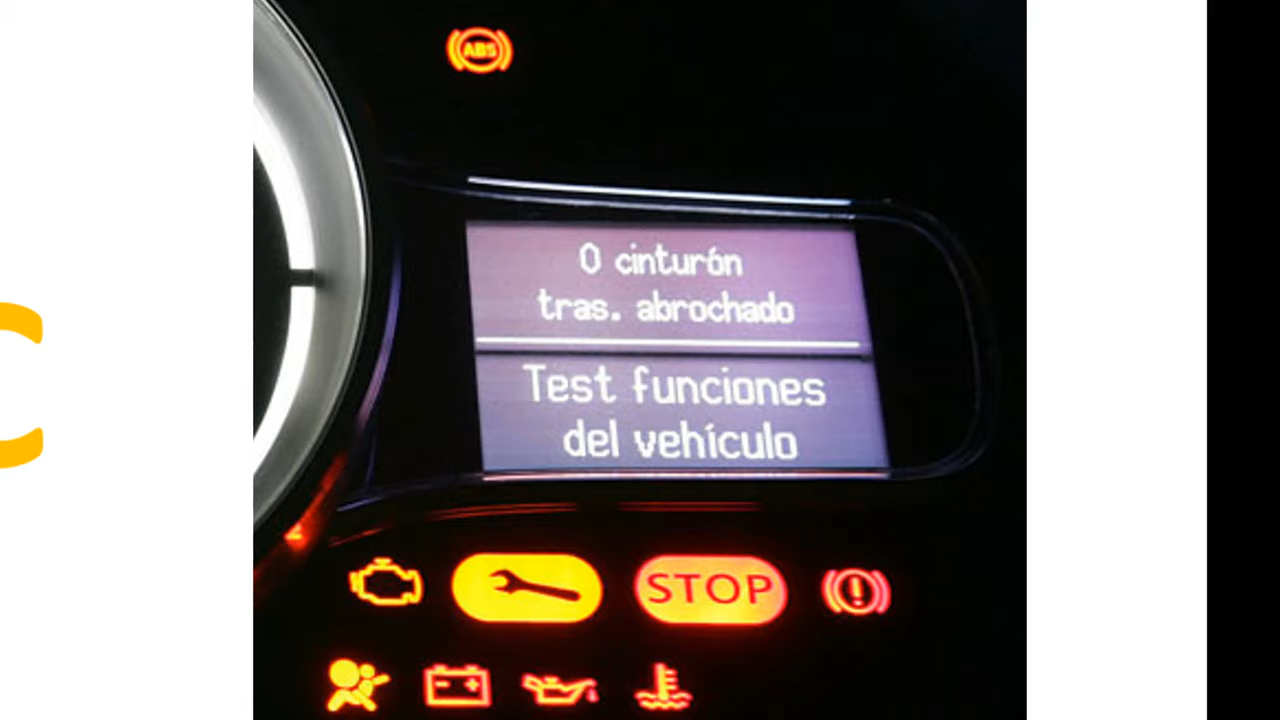 ABS
0 cinturón
tras. abrochado
Test funciones
del vehículo
STOP